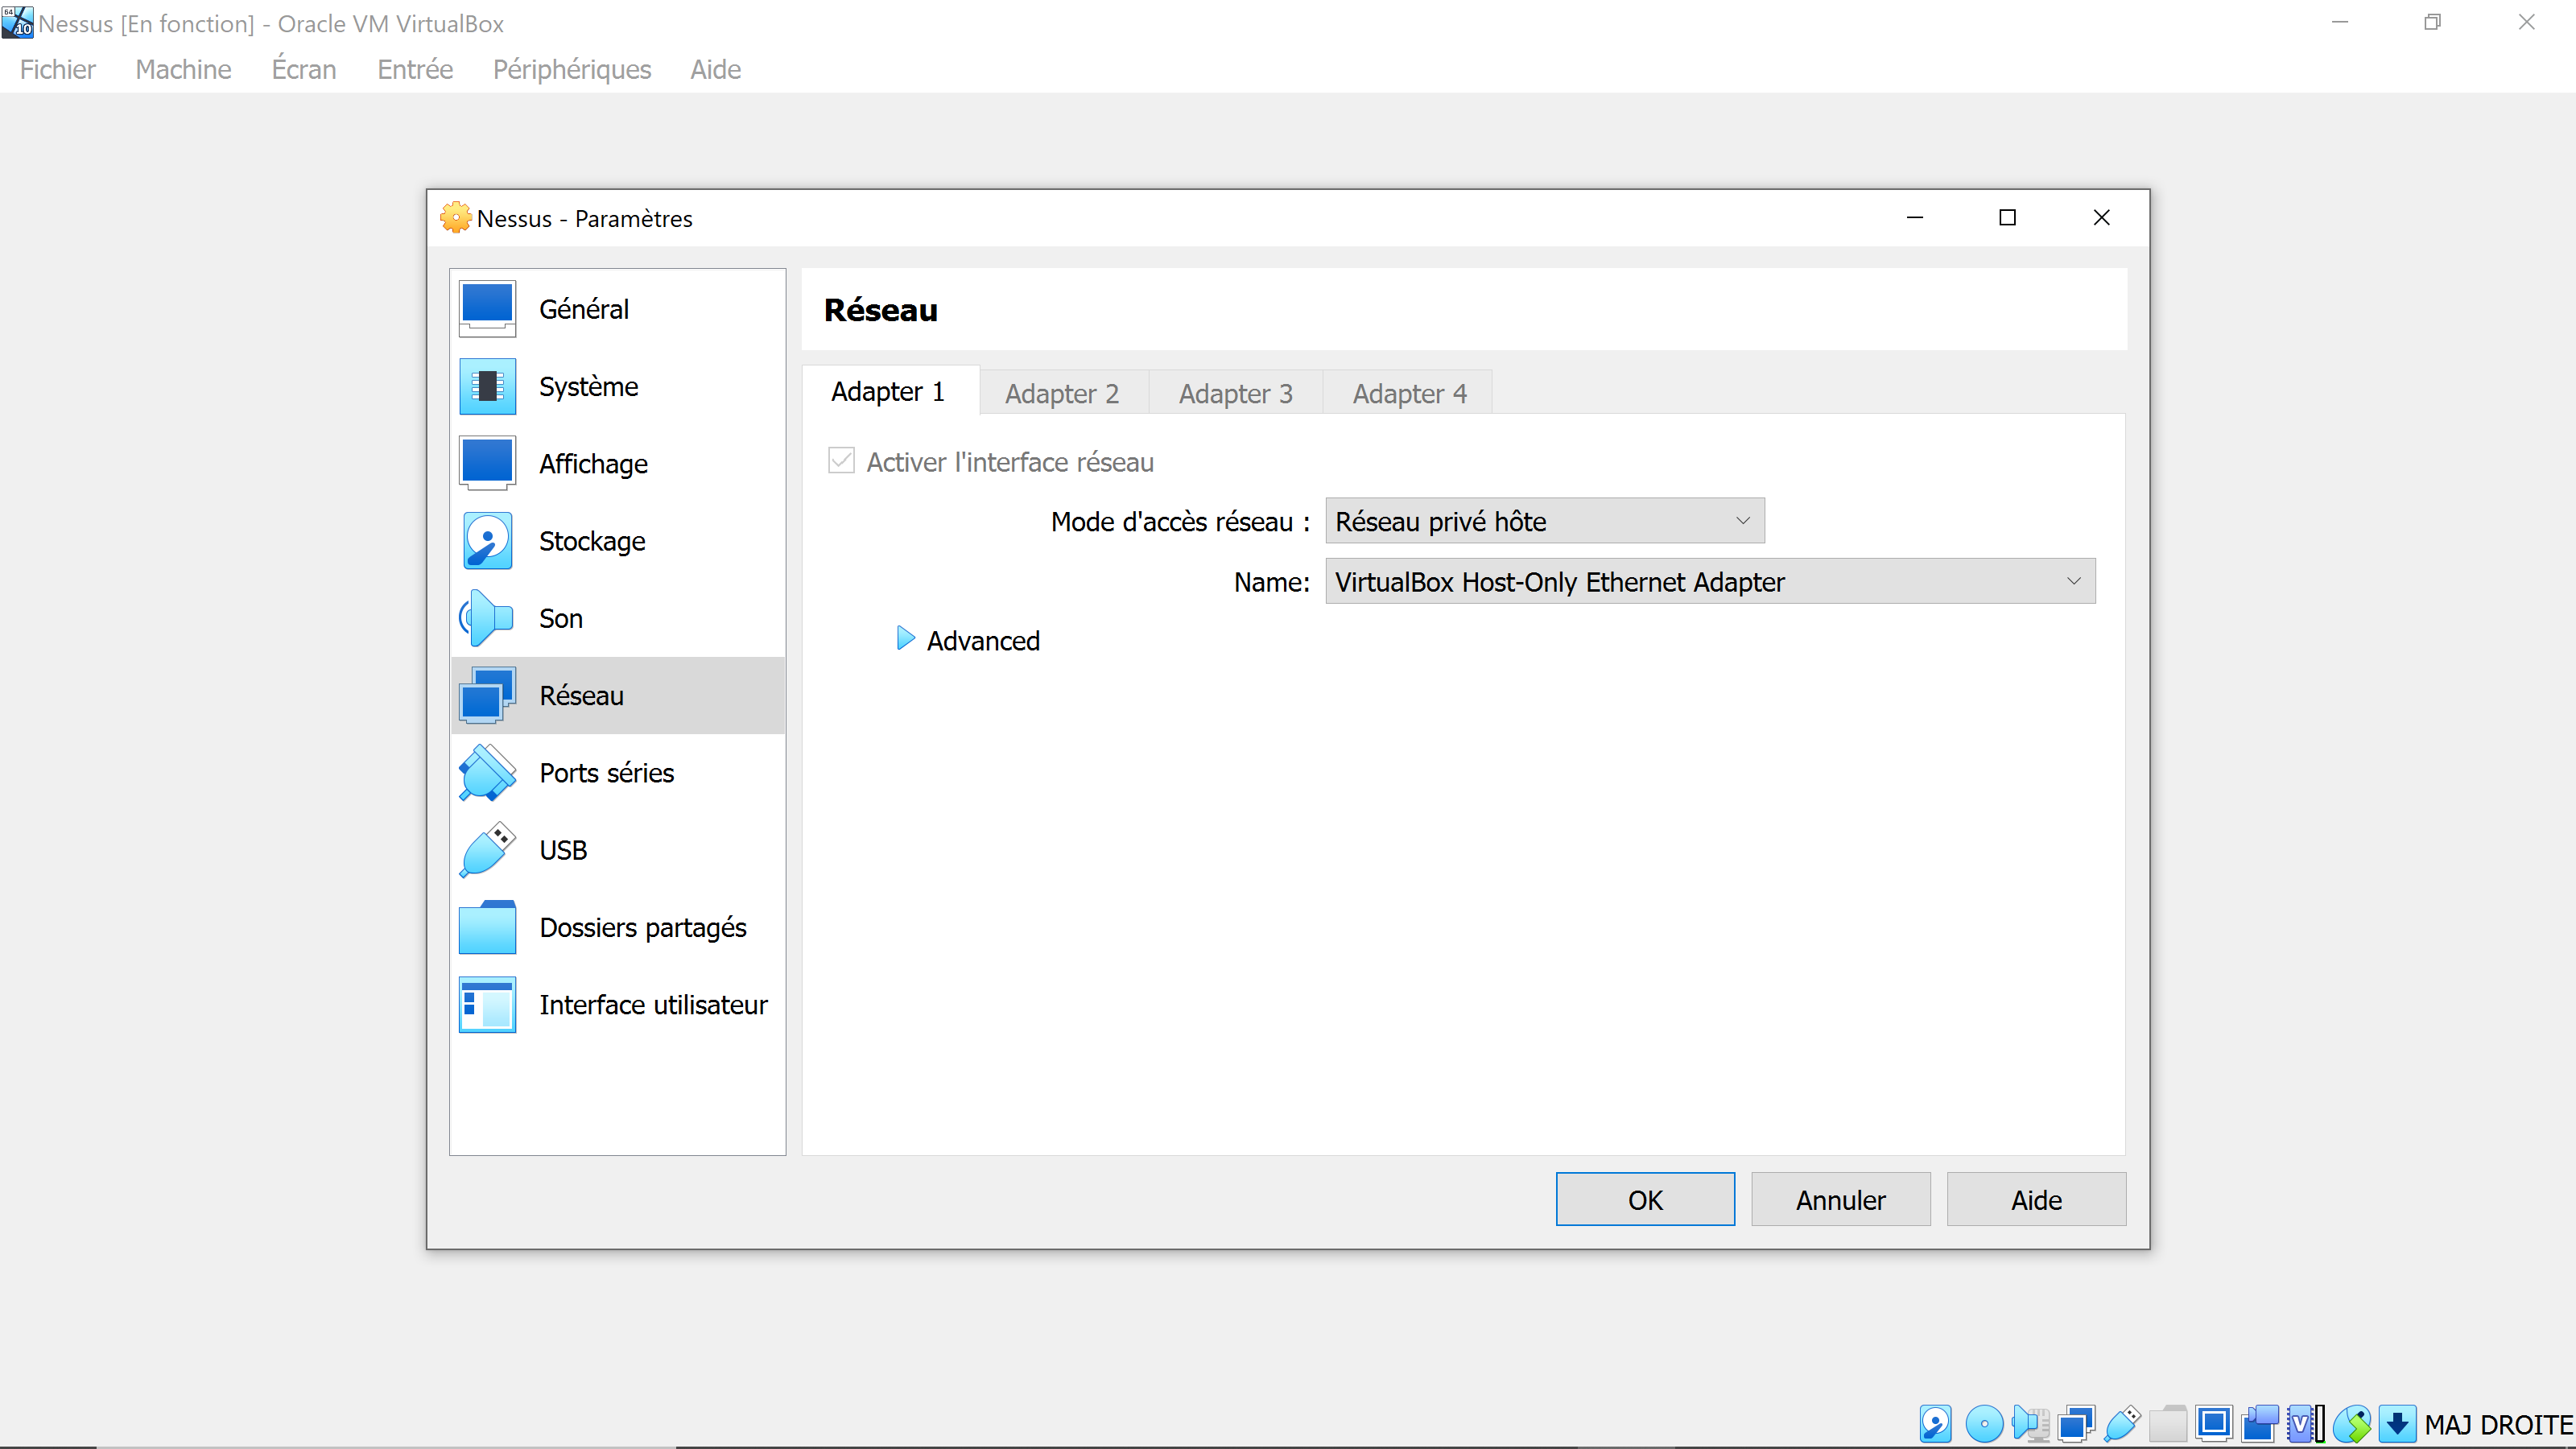 Nessus [En fonction] - Oracle VM VirtualBox
Fichier Machine Écran Entrée Périphériques Aide
Nessus - Paramètres
Général
Système
Affichage
Stockage
Son
Réseau
Ports séries
USB
Dossiers partagés
Interface utilisateur
Réseau
Adapter 1 Adapter 2 Adapter 3 Adapter 4
Activer l'interface réseau
Mode d'accès réseau : Réseau privé hôte
Name: VirtualBox Host-Only Ethernet Adapter
Advanced
OK Annuler Aide
MAJ DROITE